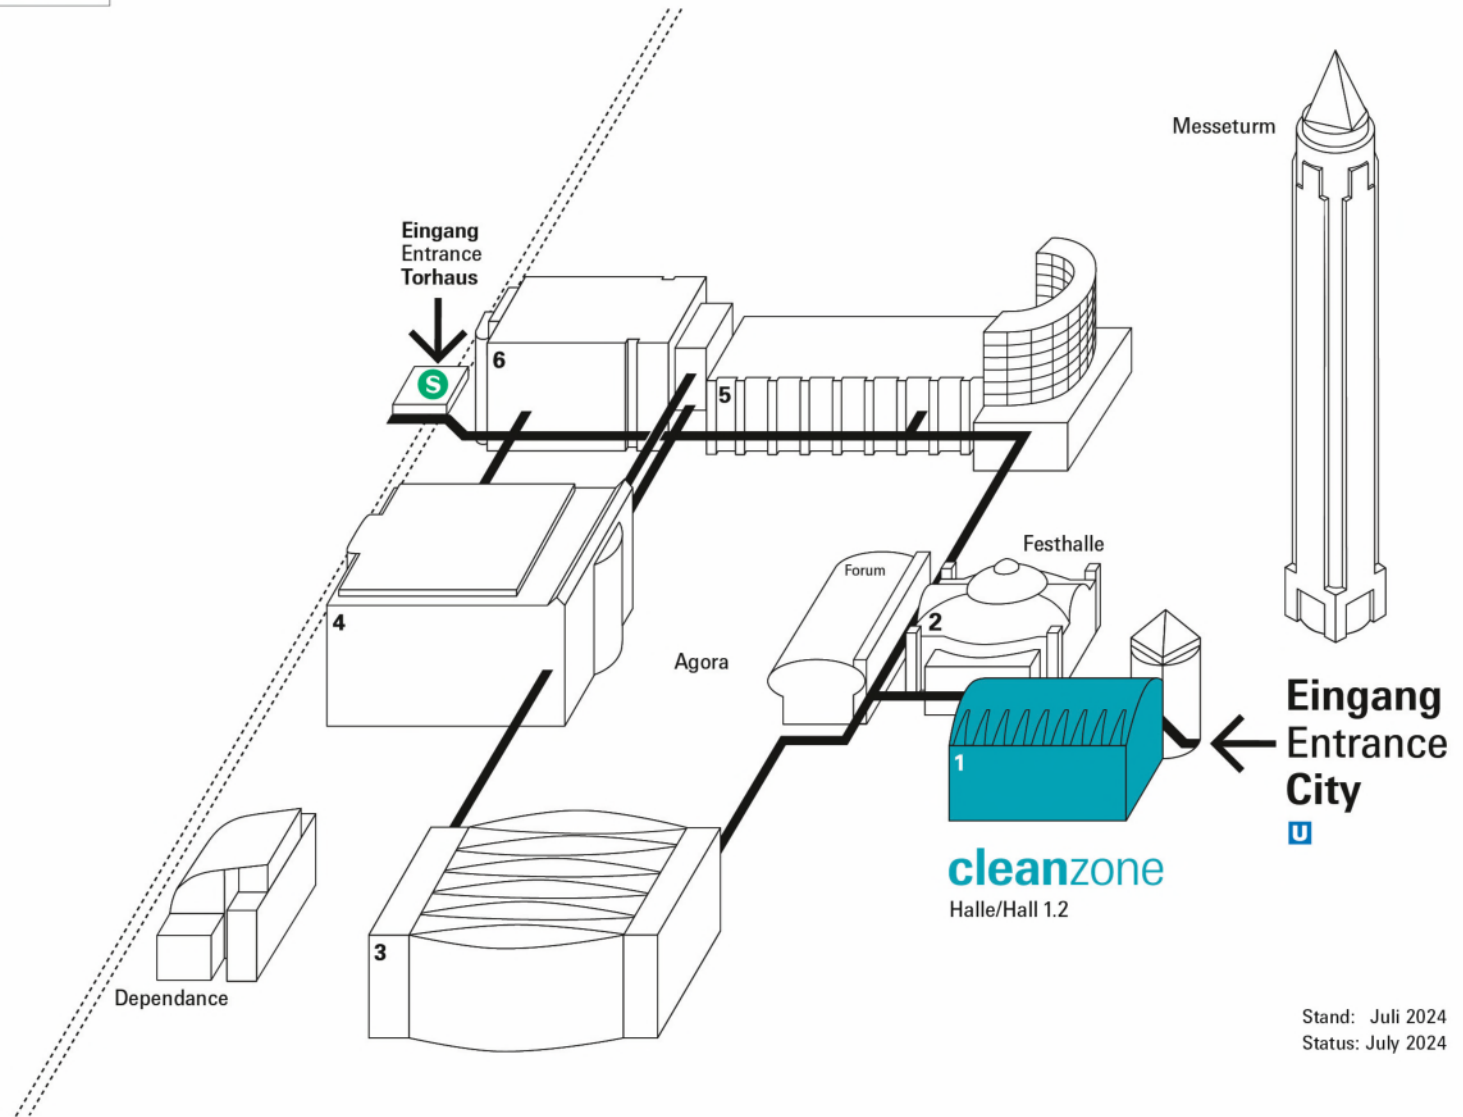 Messeturm
Eingang
Entrance
Torhaus
S
6
5
Festhalle
Forum
2
4
Agora
Eingang
Entrance
City
U
1
cleanzone
Halle/Hall 1.2
3
Dependance
Stand: Juli 2024
Status: July 2024